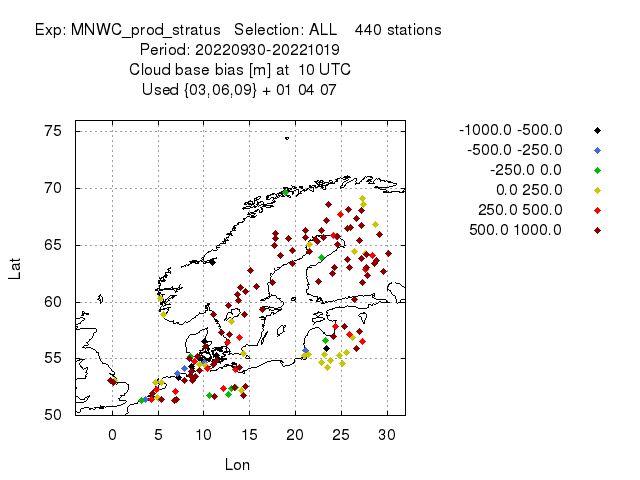 Exp: MNWC_prod_stratus Selection: ALL 440 stations
Period: 20220930-20221019
Cloud base bias [m] at 10 UTC
Used {03,06,09} + 01 04 07
-1000.0 -500.0
-500.0 -250.0
-250.0 0.0
0.0 250.0
250.0 500.0
500.0 1000.0
75
70
65
60
55
50
Lat
0 5 10 15 20 25 30
Lon